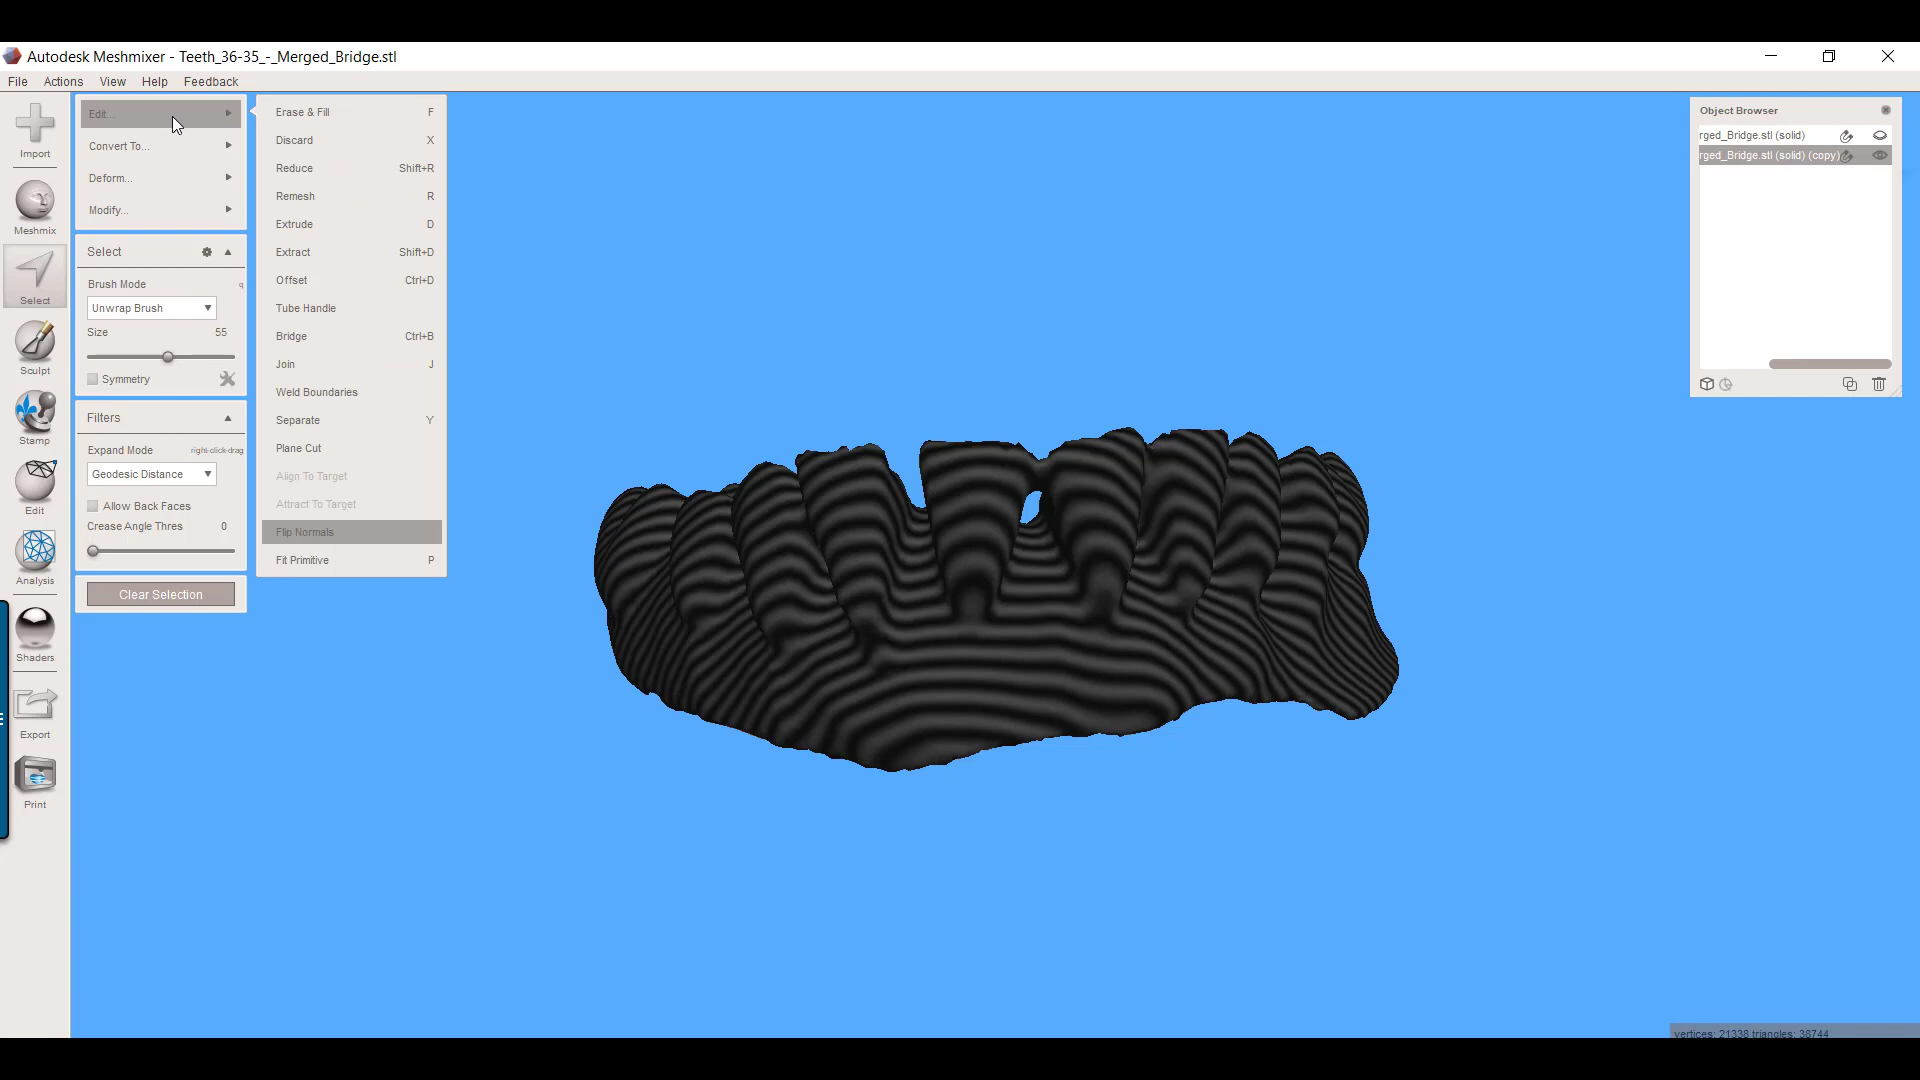 Autodesk Meshmixer - Teeth_36-35_-_Merged_Bridge.stl
File Actions View Help Feedback
Import
Meshmix
Select
Sculpt
Stamp
Edit
Analysis
Shaders
Export
Print
Edit...
Convert To...
Deform...
Modify...
Select
Brush Mode q
Unwrap Brush
Size 55
Symmetry
Filters
Expand Mode right-click-drag
Geodesic Distance
Allow Back Faces
Crease Angle Thres 0
Clear Selection
Erase & Fill F
Discard X
Reduce Shift+R
Remesh R
Extrude D
Extract Shift+D
Offset Ctrl+D
Tube Handle
Bridge Ctrl+B
Join J
Weld Boundaries
Separate Y
Plane Cut
Align To Target
Attract To Target
Flip Normals
Fit Primitive P
Object Browser
rged_Bridge.stl (solid)
rged_Bridge.stl (solid) (copy)
vertices: 21338 triangles: 38744